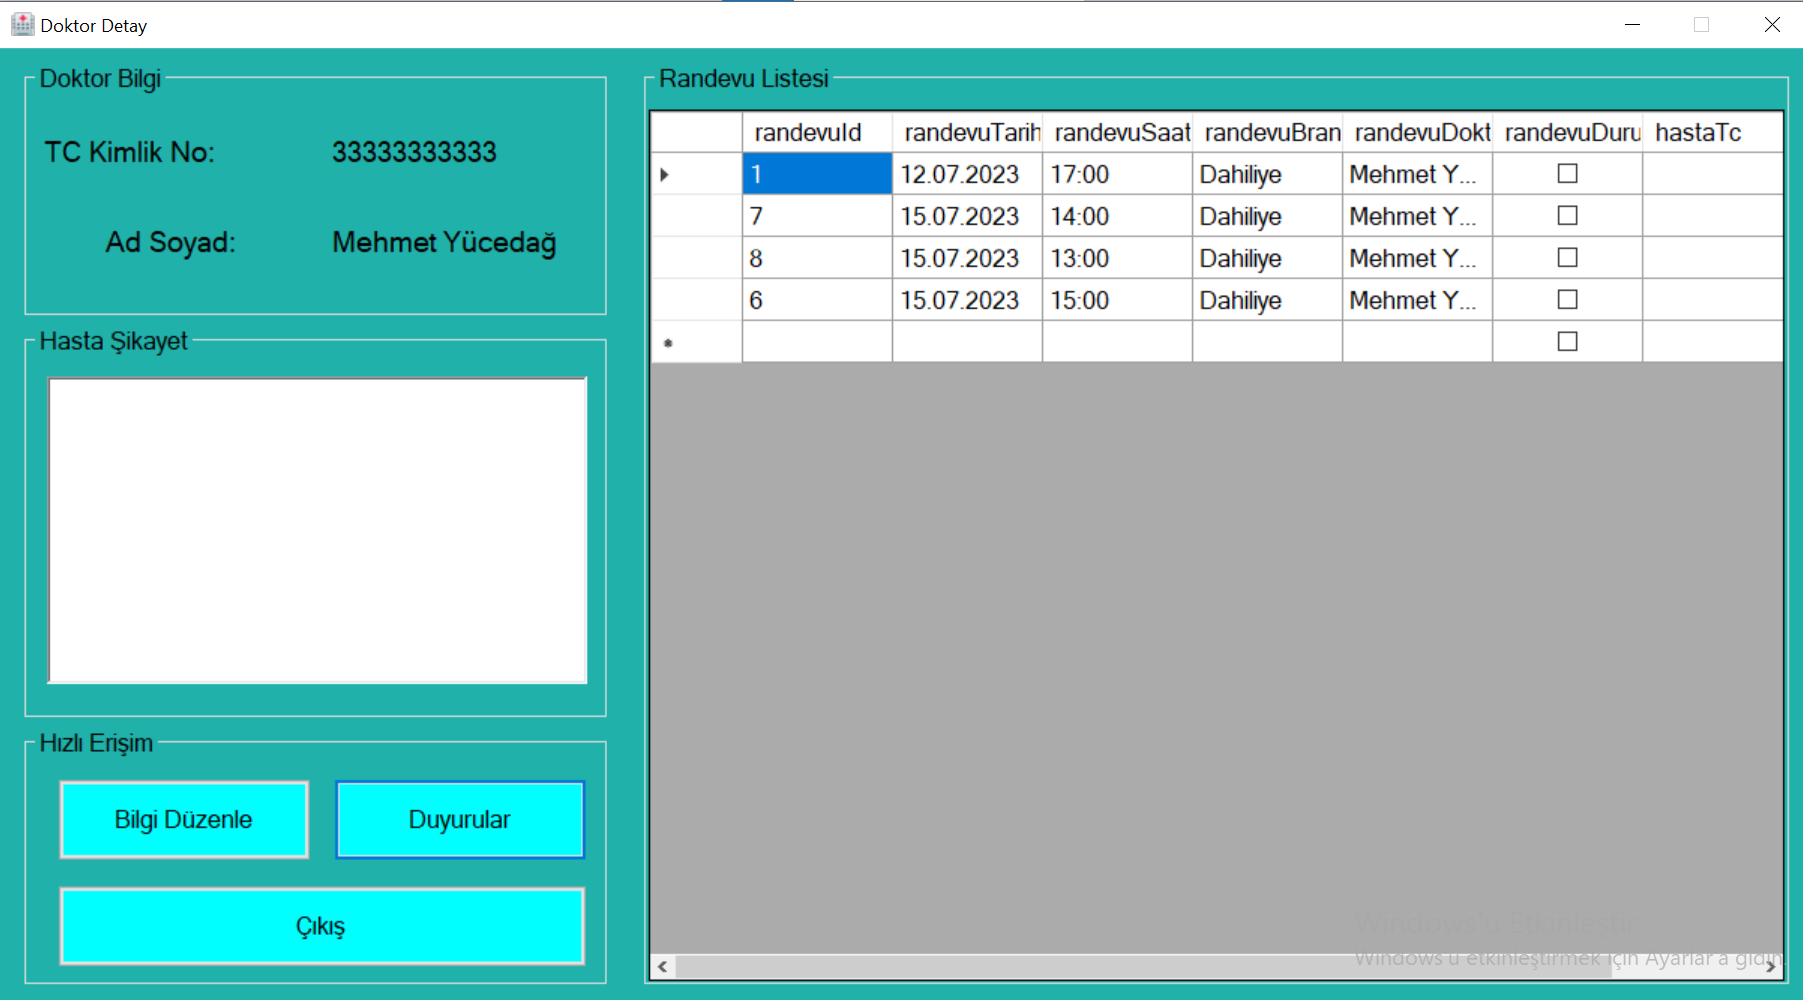 Doktor Detay
Doktor Bilgi
TC Kimlik No: 33333333333
Ad Soyad: Mehmet Yücedağ
Hasta Şikayet
Hızlı Erişim
Bilgi Düzenle Duyurular
Çıkış
Randevu Listesi
randevuId randevuTarih randevuSaat randevuBran randevuDokt randevuDuru hastaTc
1 12.07.2023 17:00 Dahiliye Mehmet Y...
7 15.07.2023 14:00 Dahiliye Mehmet Y...
8 15.07.2023 13:00 Dahiliye Mehmet Y...
6 15.07.2023 15:00 Dahiliye Mehmet Y...
Windows'u Etkinleştir
Windows'u etkinleştirmek için Ayarlar'a gidin.